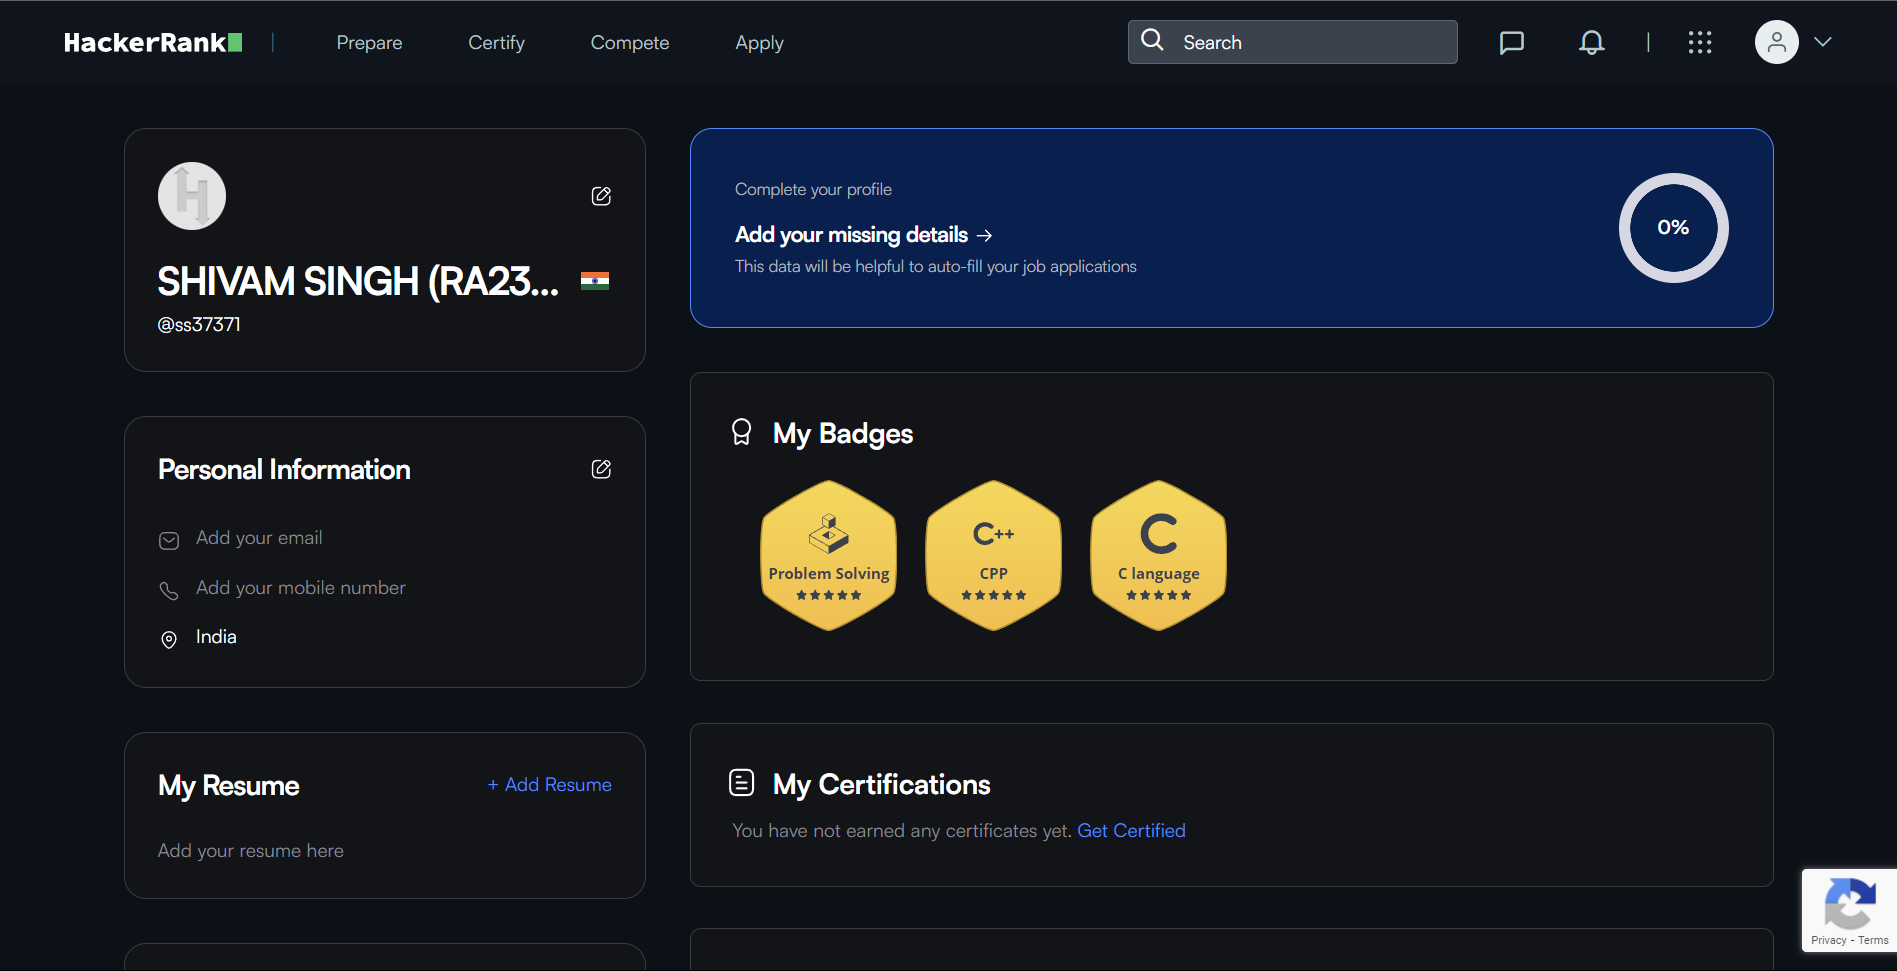 HackerRank
Prepare
Certify
Compete
Apply
Search
SHIVAM SINGH (RA23...
@ss37371
Personal Information
Add your email
Add your mobile number
India
My Resume
+ Add Resume
Add your resume here
Complete your profile
Add your missing details →
This data will be helpful to auto-fill your job applications
0%
My Badges
Problem Solving
C++
CPP
C
C language
My Certifications
You have not earned any certificates yet. Get Certified
Privacy - Terms